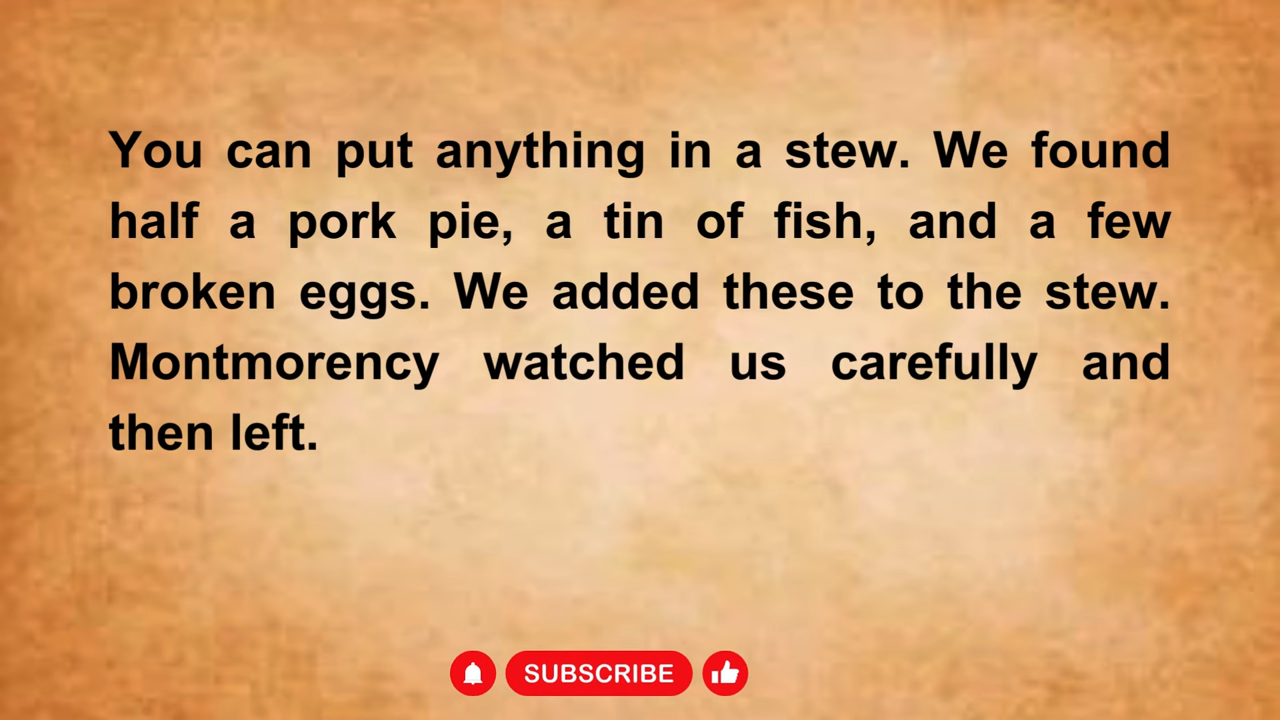 You can put anything in a stew. We found
half a pork pie, a tin of fish, and a few
broken eggs. We added these to the stew.
Montmorency watched us carefully and
then left.
SUBSCRIBE